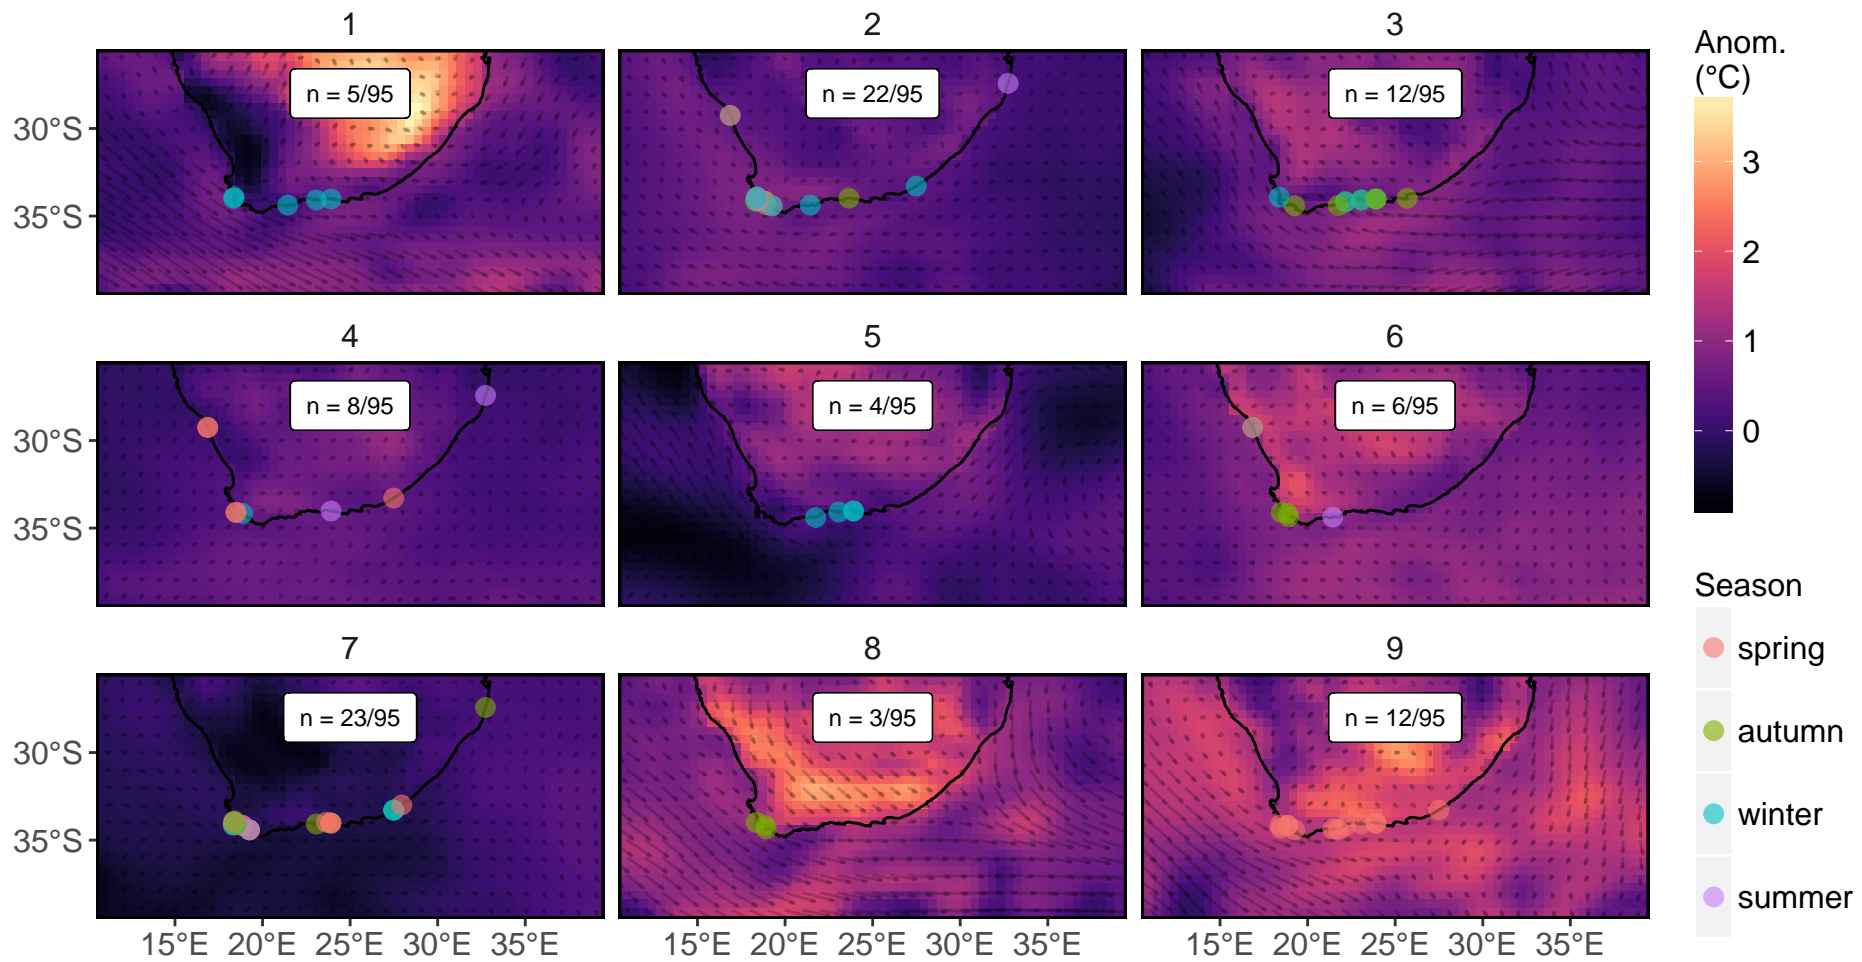 1
2
3
n = 5/95
n = 22/95
n = 12/95
30°S
35°S
4
5
6
n = 8/95
n = 4/95
n = 6/95
30°S
35°S
7
8
9
n = 23/95
n = 3/95
n = 12/95
30°S
35°S
15°E 20°E 25°E 30°E 35°E
15°E 20°E 25°E 30°E 35°E
15°E 20°E 25°E 30°E 35°E
Anom.
(°C)
3
2
1
0
Season
spring
autumn
winter
summer